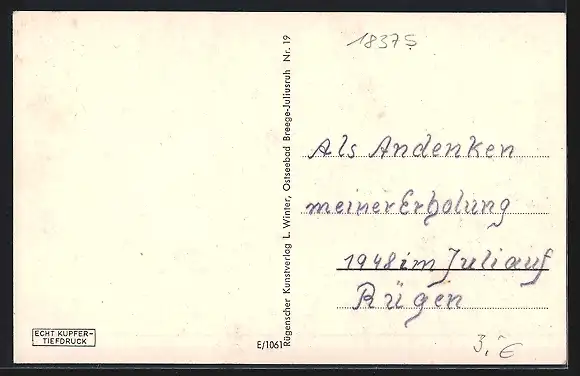 18375
Als Andenken
meiner Erholung
1948 im Juli auf
Rügen
3,- €
Rügenscher Kunstverlag L. Winter, Ostseebad Breege-Juliusruh Nr. 19
E/1061
ECHT KUPFER-
TIEFDRUCK